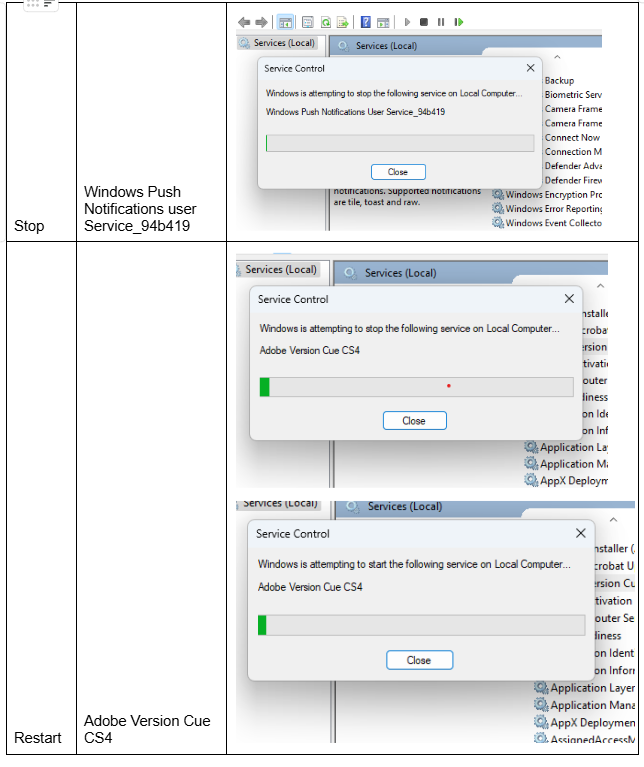 Services (Local)
Services (Local)
Service Control
Windows is attempting to stop the following service on Local Computer...
Windows Push Notifications User Service_94b419
Close
Backup
Biometric Serv
Camera Frame
Camera Frame
Connect Now
Connection M
Defender Adva
Defender Firew
notifications. Supported notifications
are tile, toast and raw.
Windows Encryption Pro
Windows Error Reporting
Windows Event Collecto
Stop
Windows Push
Notifications user
Service_94b419
Services (Local)
Services (Local)
Service Control
Windows is attempting to stop the following service on Local Computer...
Adobe Version Cue CS4
Close
nstalle
croba
ersion
tivati
outer
liness
on Ide
on Inf
Application La
Application Ma
AppX Deploym
Services (Local)
Services (Local)
Service Control
Windows is attempting to start the following service on Local Computer...
Adobe Version Cue CS4
Close
nstaller (
crobat U
ersion Cu
tivation
outer Se
liness
on Ident
on Inforr
Application Layer
Application Mana
AppX Deploymen
AssignedAccessM
Restart
Adobe Version Cue
CS4